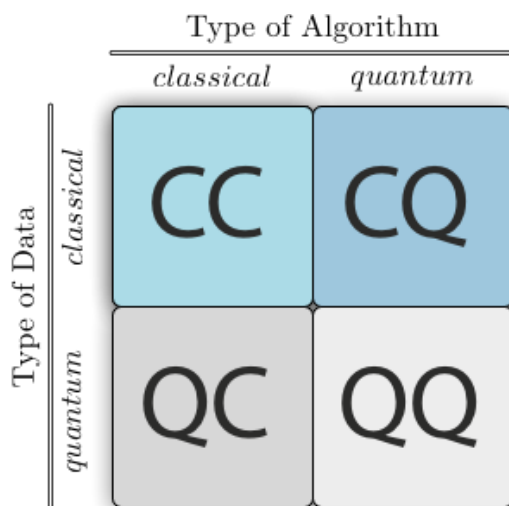 Type of Algorithm
classical quantum
Type of Data
classical
CC CQ
quantum
QC QQ